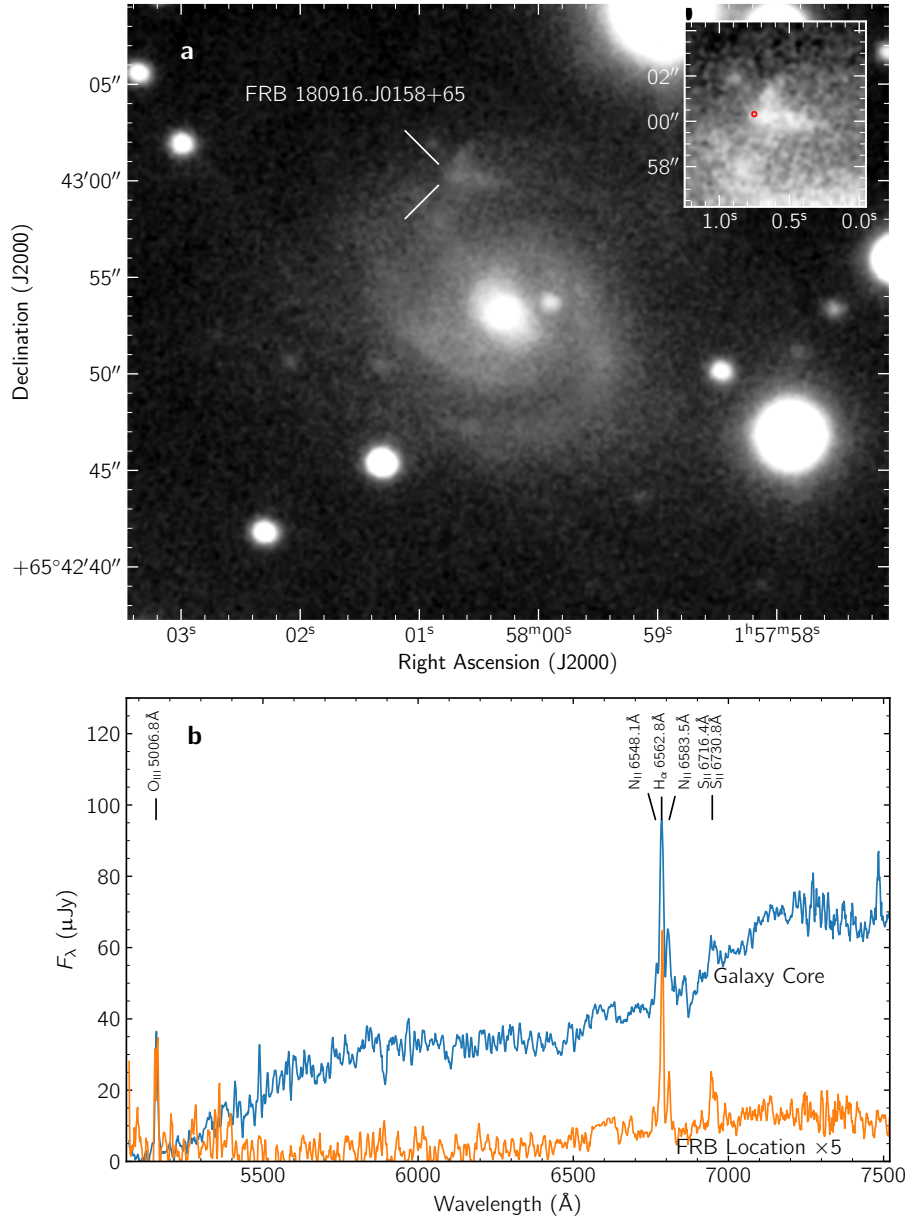 a
FRB 180916.J0158+65
05″
43′00″
55″
50″
45″
+65°42′40″
Declination (J2000)
02″
00″
58″
1.0ˢ 0.5ˢ 0.0ˢ
03ˢ 02ˢ 01ˢ 58ᵐ00ˢ 59ˢ 1ʰ57ᵐ58ˢ
Right Ascension (J2000)
b
O_III 5006.8Å
N_II 6548.1Å
H_α 6562.8Å
N_II 6583.5Å
S_II 6716.4Å
S_II 6730.8Å
120
100
80
60
40
20
0
F_λ (μJy)
Galaxy Core
FRB Location ×5
5500 6000 6500 7000 7500
Wavelength (Å)